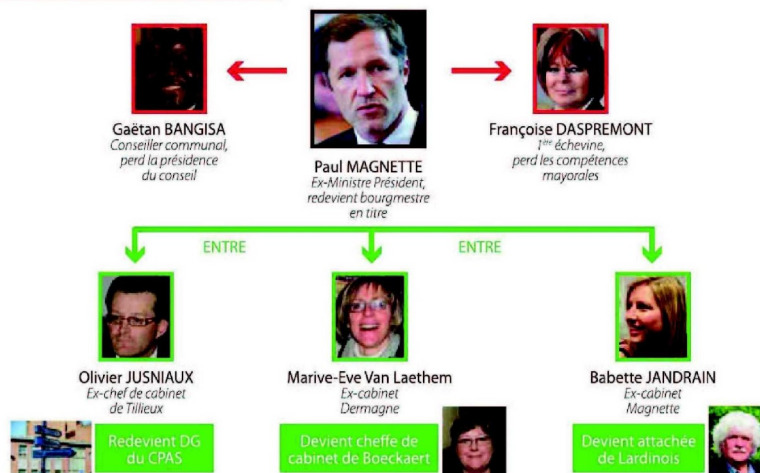 Gaëtan BANGISA
Conseiller communal,
perd la présidence
du conseil
Paul MAGNETTE
Ex-Ministre Président,
redevient bourgmestre
en titre
Françoise DASPREMONT
1ère échevine,
perd les compétences
mayorales
ENTRE
ENTRE
Olivier JUSNIAUX
Ex-chef de cabinet
de Tillieux
Redevient DG
du CPAS
Marive-Eve Van Laethem
Ex-cabinet
Dermagne
Devient cheffe de
cabinet de Boeckaert
Babette JANDRAIN
Ex-cabinet
Magnette
Devient attachée
de Lardinois